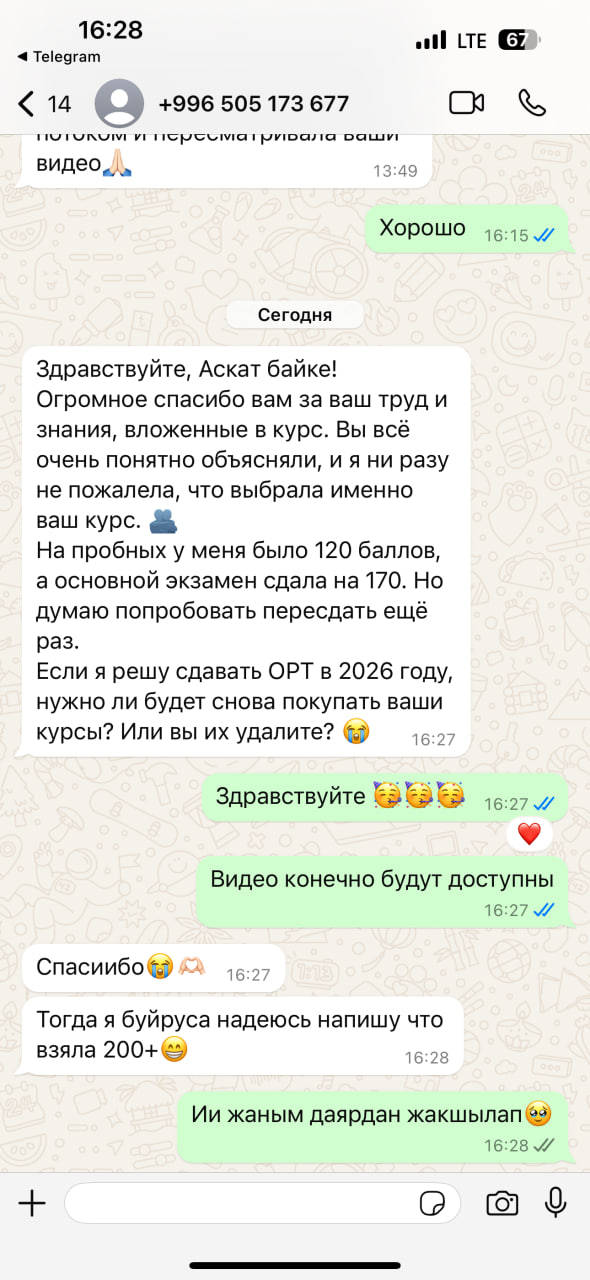 16:28
LTE
67
Telegram
14
+996 505 173 677
потоком и пересматривала ваши
видео🙏🏻
13:49
Хорошо
16:15
Сегодня
Здравствуйте, Аскат байке!
Огромное спасибо вам за ваш труд и
знания, вложенные в курс. Вы всё
очень понятно объясняли, и я ни разу
не пожалела, что выбрала именно
ваш курс. 🫂
На пробных у меня было 120 баллов,
а основной экзамен сдала на 170. Но
думаю попробовать пересдать ещё
раз.
Если я решу сдавать ОРТ в 2026 году,
нужно ли будет снова покупать ваши
курсы? Или вы их удалите? 😭
16:27
Здравствуйте 🥳🥳🥳
16:27
❤️
Видео конечно будут доступны
16:27
Спасиибо😭🫶🏻
16:27
Тогда я буйруса надеюсь напишу что
взяла 200+😁
16:28
Ии жаным даярдан жакшылап🥹
16:28